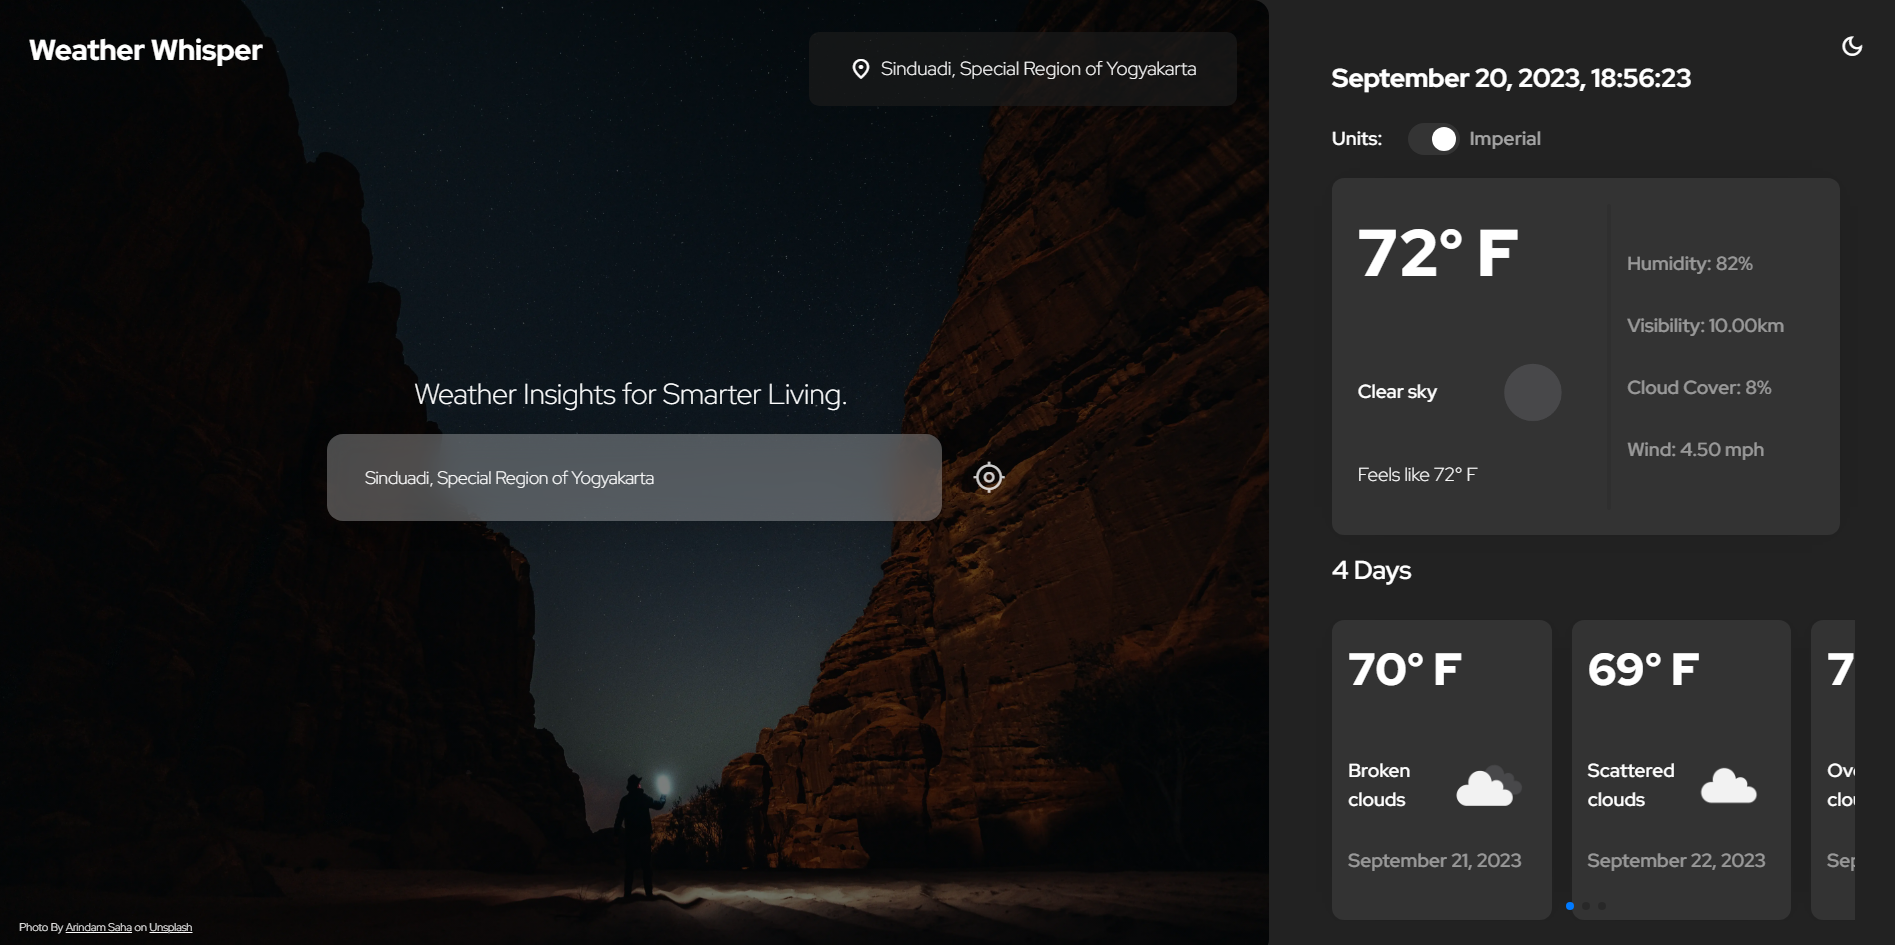 Weather Whisper
Sinduadi, Special Region of Yogyakarta
Weather Insights for Smarter Living.
Sinduadi, Special Region of Yogyakarta
Photo By Arindam Saha on Unsplash
September 20, 2023, 18:56:23
Units: Imperial
72° F
Clear sky
Feels like 72° F
Humidity: 82%
Visibility: 10.00km
Cloud Cover: 8%
Wind: 4.50 mph
4 Days
70° F
Broken
clouds
September 21, 2023
69° F
Scattered
clouds
September 22, 2023
7
Sep